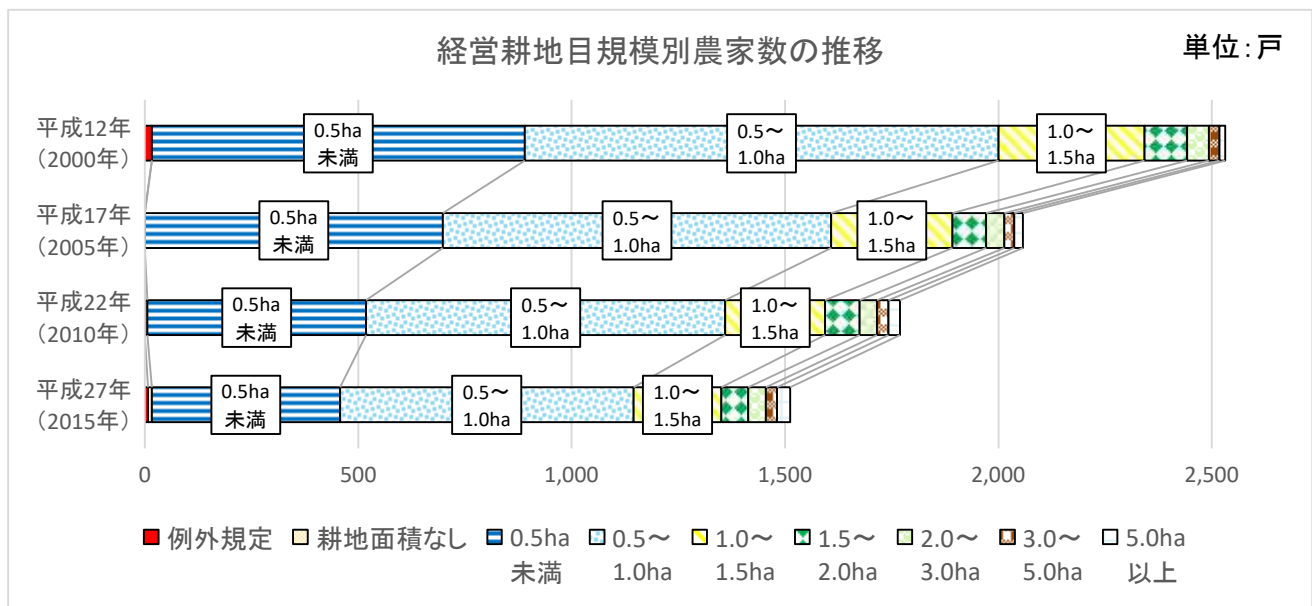 経営耕地目規模別農家数の推移
単位:戸
平成12年
(2000年)
0.5ha
未満
0.5~
1.0ha
1.0~
1.5ha
平成17年
(2005年)
0.5ha
未満
0.5~
1.0ha
1.0~
1.5ha
平成22年
(2010年)
0.5ha
未満
0.5~
1.0ha
1.0~
1.5ha
平成27年
(2015年)
0.5ha
未満
0.5~
1.0ha
1.0~
1.5ha
0 500 1,000 1,500 2,000 2,500
例外規定 耕地面積なし 0.5ha 0.5~ 1.0~ 1.5~ 2.0~ 3.0~ 5.0ha
未満 1.0ha 1.5ha 2.0ha 3.0ha 5.0ha 以上